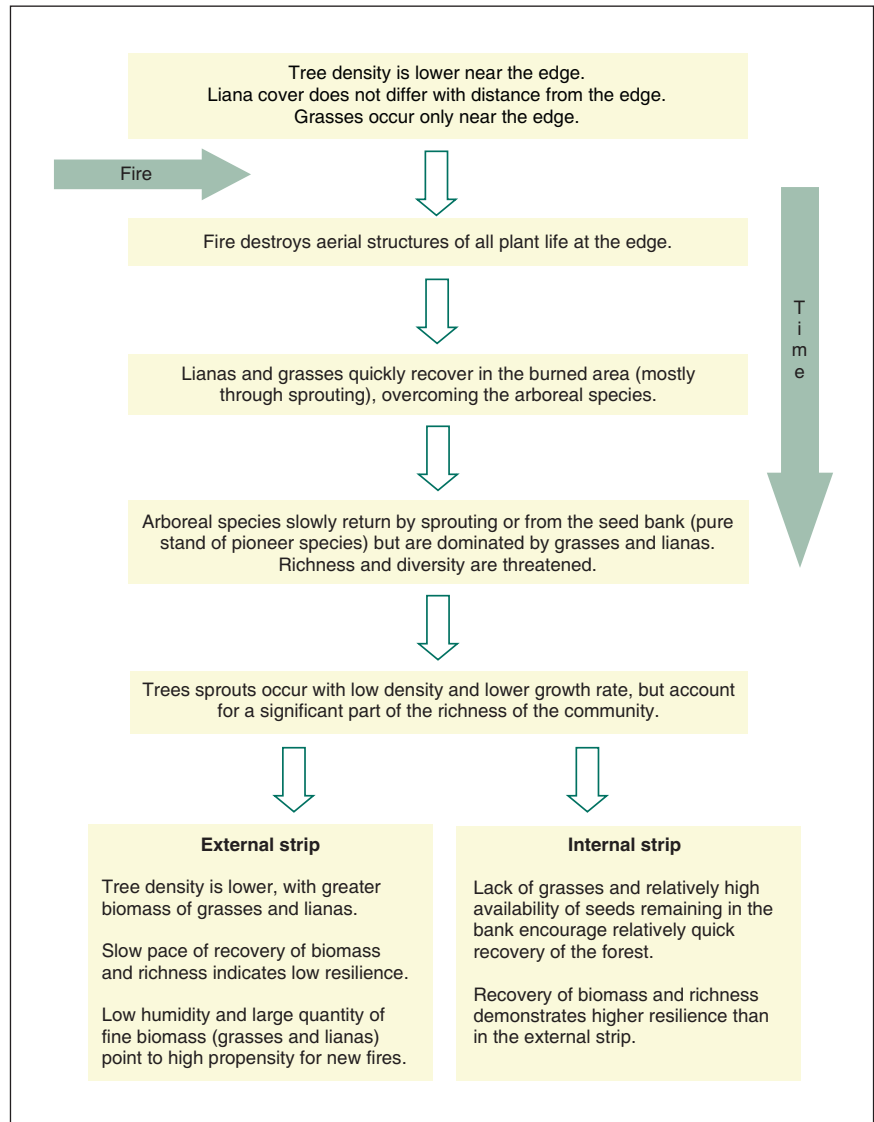 Tree density is lower near the edge.
Liana cover does not differ with distance from the edge.
Grasses occur only near the edge.
Fire
Fire destroys aerial structures of all plant life at the edge.
Time
Lianas and grasses quickly recover in the burned area (mostly
through sprouting), overcoming the arboreal species.
Arboreal species slowly return by sprouting or from the seed bank (pure
stand of pioneer species) but are dominated by grasses and lianas.
Richness and diversity are threatened.
Trees sprouts occur with low density and lower growth rate, but account
for a significant part of the richness of the community.
External strip
Tree density is lower, with greater
biomass of grasses and lianas.
Slow pace of recovery of biomass
and richness indicates low resilience.
Low humidity and large quantity of
fine biomass (grasses and lianas)
point to high propensity for new fires.
Internal strip
Lack of grasses and relatively high
availability of seeds remaining in the
bank encourage relatively quick
recovery of the forest.
Recovery of biomass and richness
demonstrates higher resilience than
in the external strip.